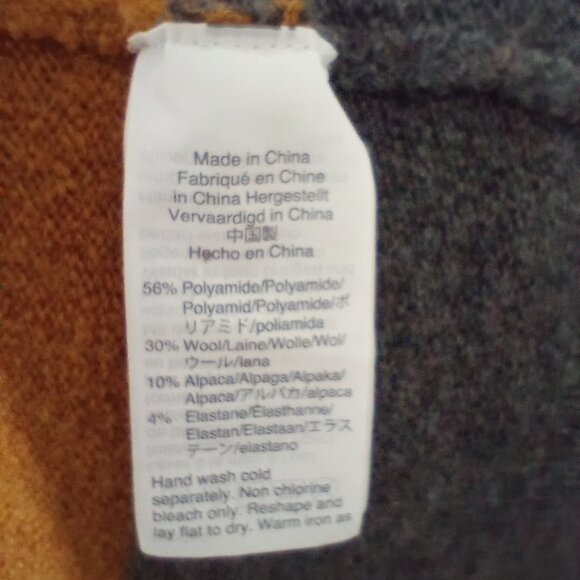 Made in China
Fabriqué en Chine
in China Hergestellt
Vervaardigd in China
中国製
Hecho en China
56% Polyamide/Polyamide/
Polyamid/Polyamide/ポ
リアミド/poliamida
30% Wool/Laine/Wolle/Wol/
ウール/lana
10% Alpaca/Alpaga/Alpaka/
Alpaca/アルパカ/alpaca
4% Elastane/Élasthanne/
Elastan/Elastaan/エラス
テーン/elastano
Hand wash cold
separately. Non chlorine
bleach only. Reshape and
lay flat to dry. Warm iron as